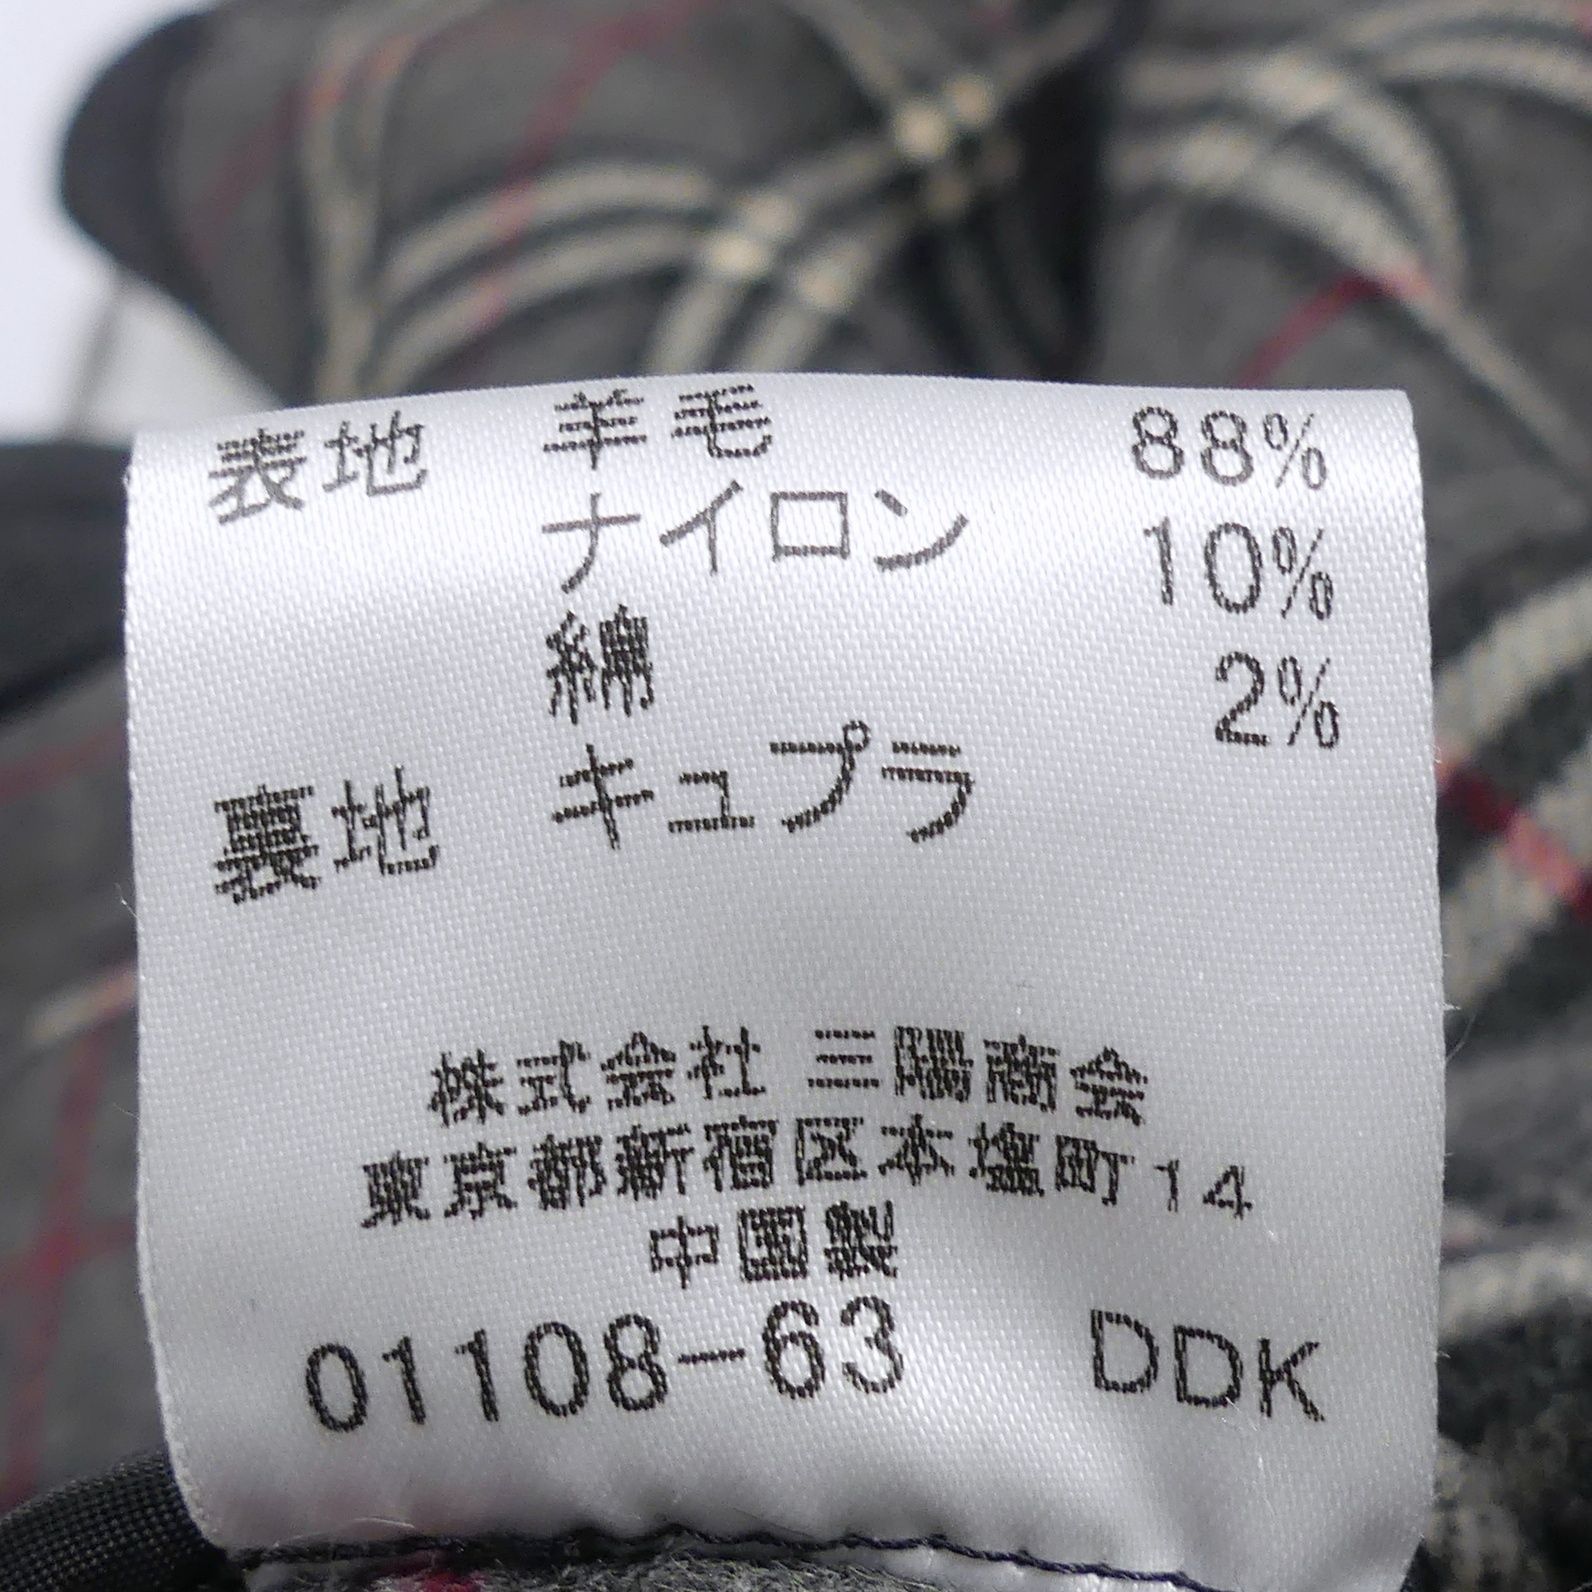 表地 羊毛 88%
ナイロン 10%
綿 2%
裏地 キュプラ
株式会社 三陽商会
東京都新宿区本塩町14
中国製
01108-63 DDK